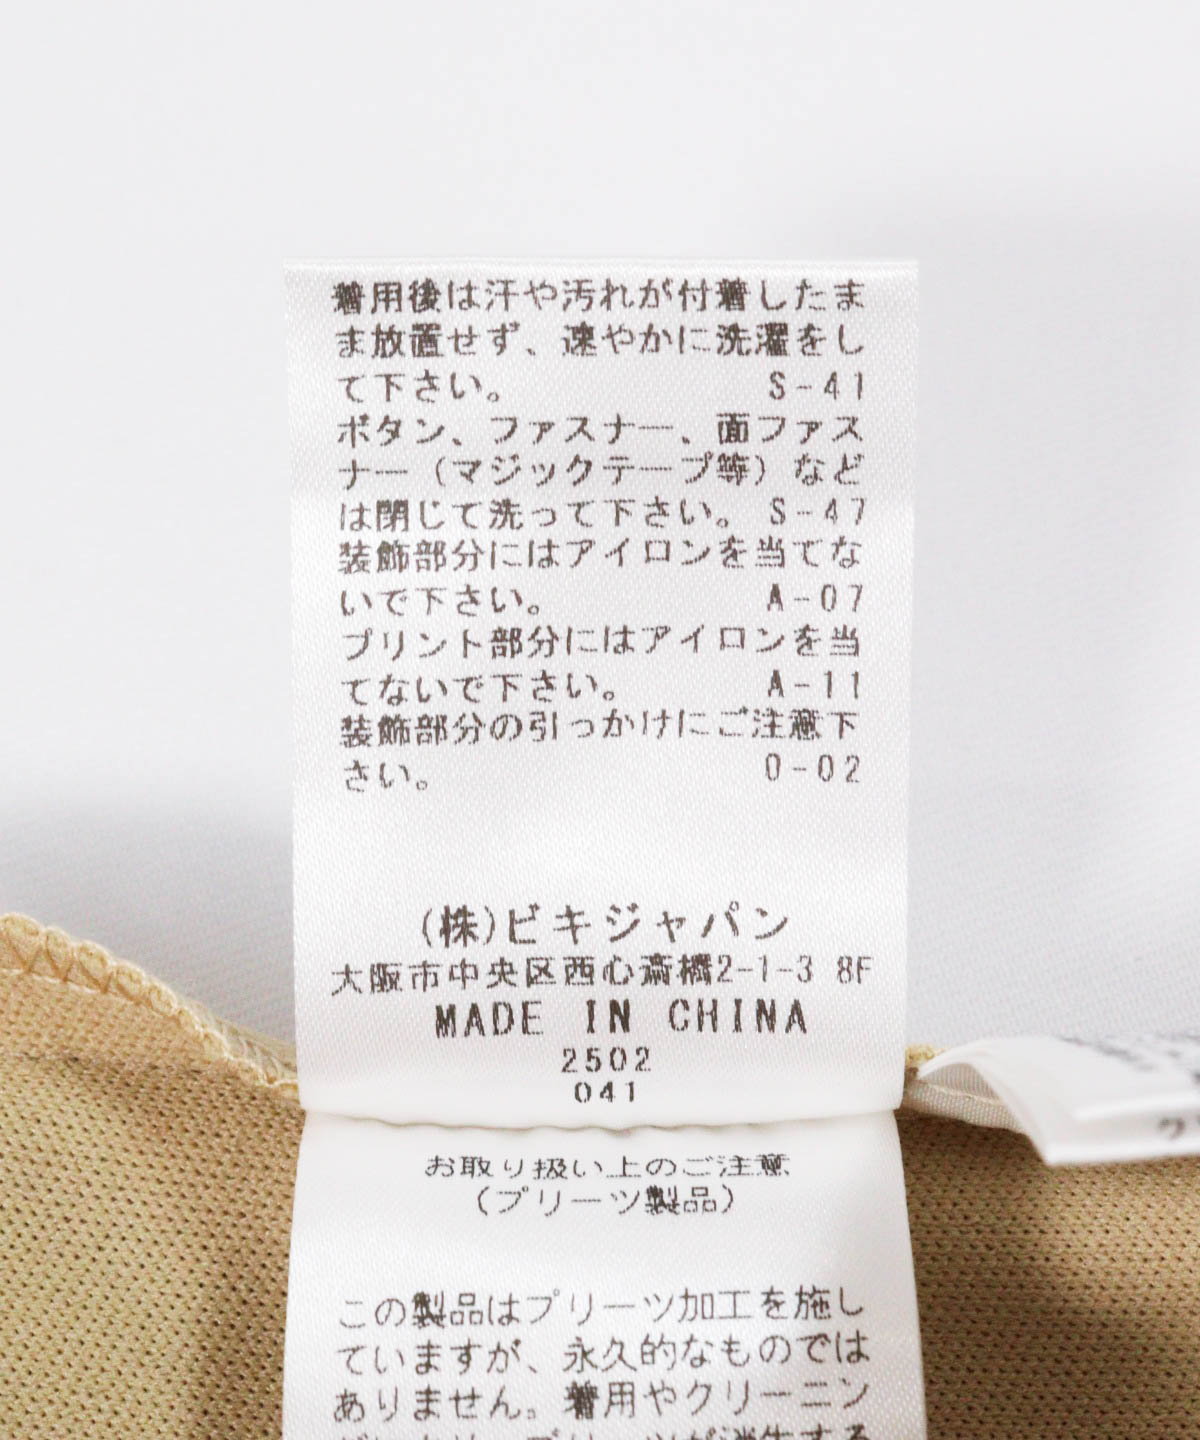 着用後は汗や汚れが付着したま
ま放置せず、速やかに洗濯をし
て下さい。 S-41
ボタン、ファスナー、面ファス
ナー（マジックテープ等）など
は閉じて洗って下さい。S-47
装飾部分にはアイロンを当てな
いで下さい。 A-07
プリント部分にはアイロンを当
てないで下さい。 A-11
装飾部分の引っかけにご注意下
さい。 0-02
(株)ビキジャパン
大阪市中央区西心斎橋2-1-3 8F
MADE IN CHINA
2502
041
お取り扱い上のご注意
(プリーツ製品)
この製品はプリーツ加工を施し
ていますが、永久的なものでは
ありません。着用やクリーニン